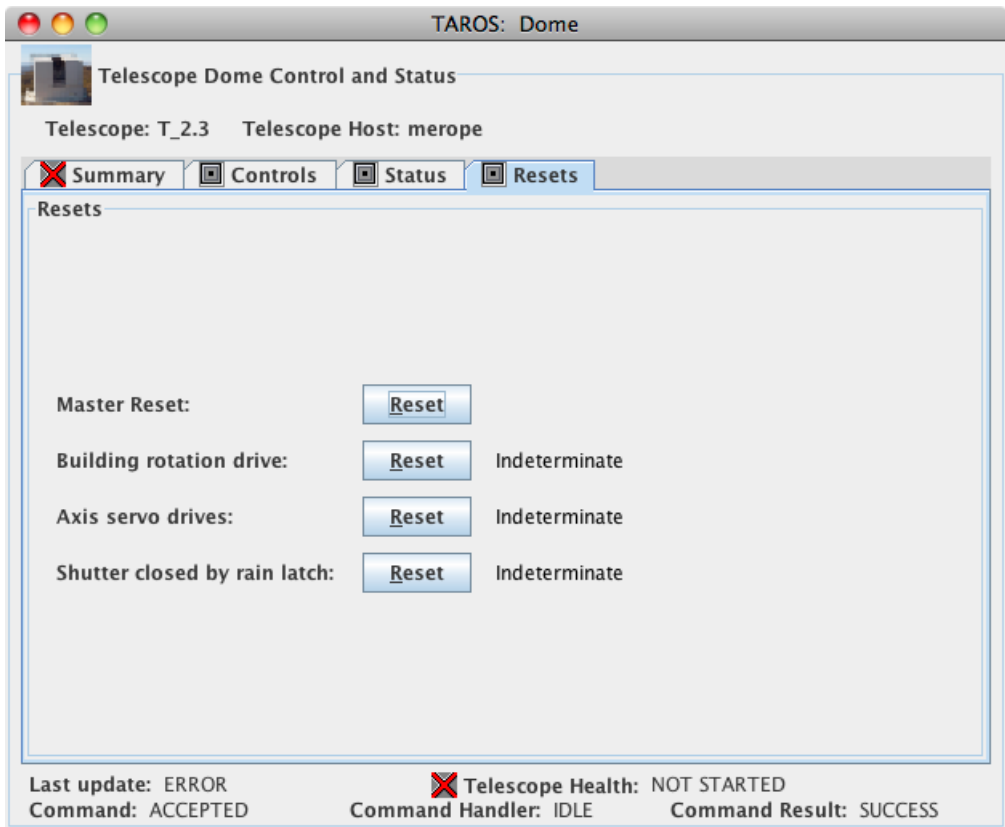 TAROS: Dome
Telescope Dome Control and Status
Telescope: T_2.3 Telescope Host: merope
Summary Controls Status Resets
Resets
Master Reset: Reset
Building rotation drive: Reset Indeterminate
Axis servo drives: Reset Indeterminate
Shutter closed by rain latch: Reset Indeterminate
Last update: ERROR Telescope Health: NOT STARTED
Command: ACCEPTED Command Handler: IDLE Command Result: SUCCESS